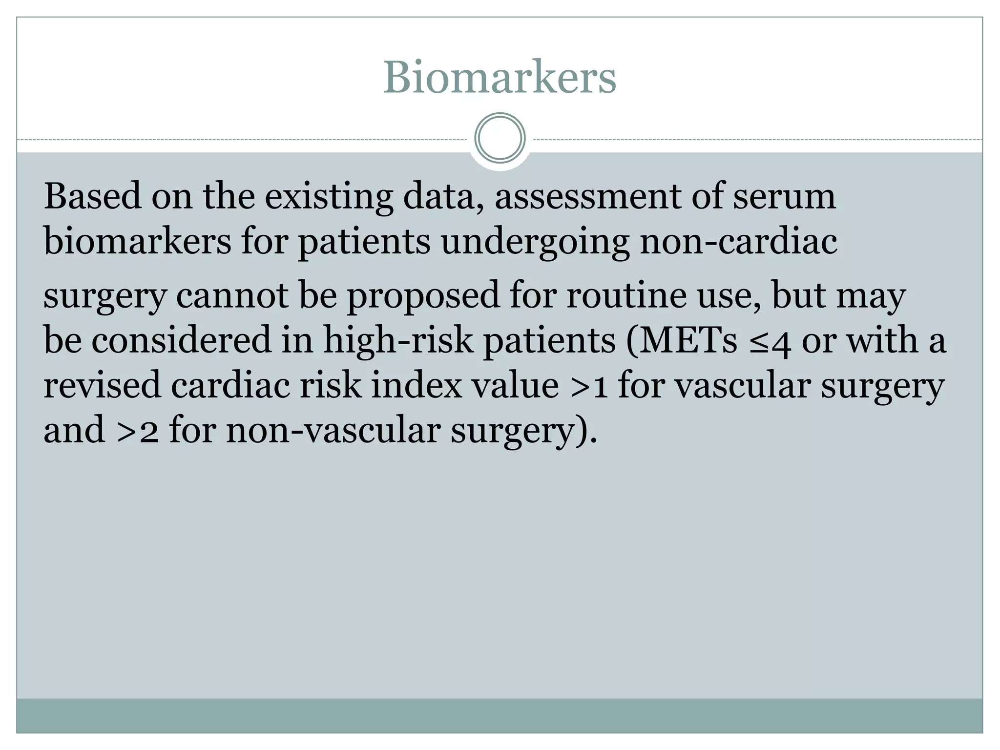 Biomarkers
Based on the existing data, assessment of serum
biomarkers for patients undergoing non-cardiac
surgery cannot be proposed for routine use, but may
be considered in high-risk patients (METs ≤4 or with a
revised cardiac risk index value >1 for vascular surgery
and >2 for non-vascular surgery).